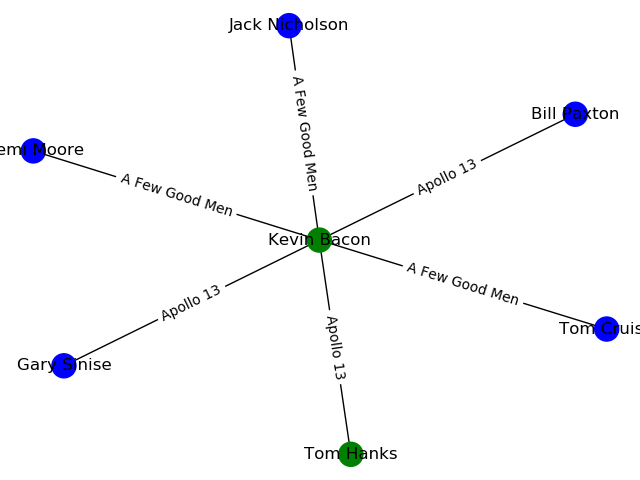 Jack Nicholson
A Few Good Men
Bill Paxton
Apollo 13
emi Moore
A Few Good Men
Kevin Bacon
A Few Good Men
Tom Cruis
Apollo 13
Gary Sinise
Apollo 13
Tom Hanks